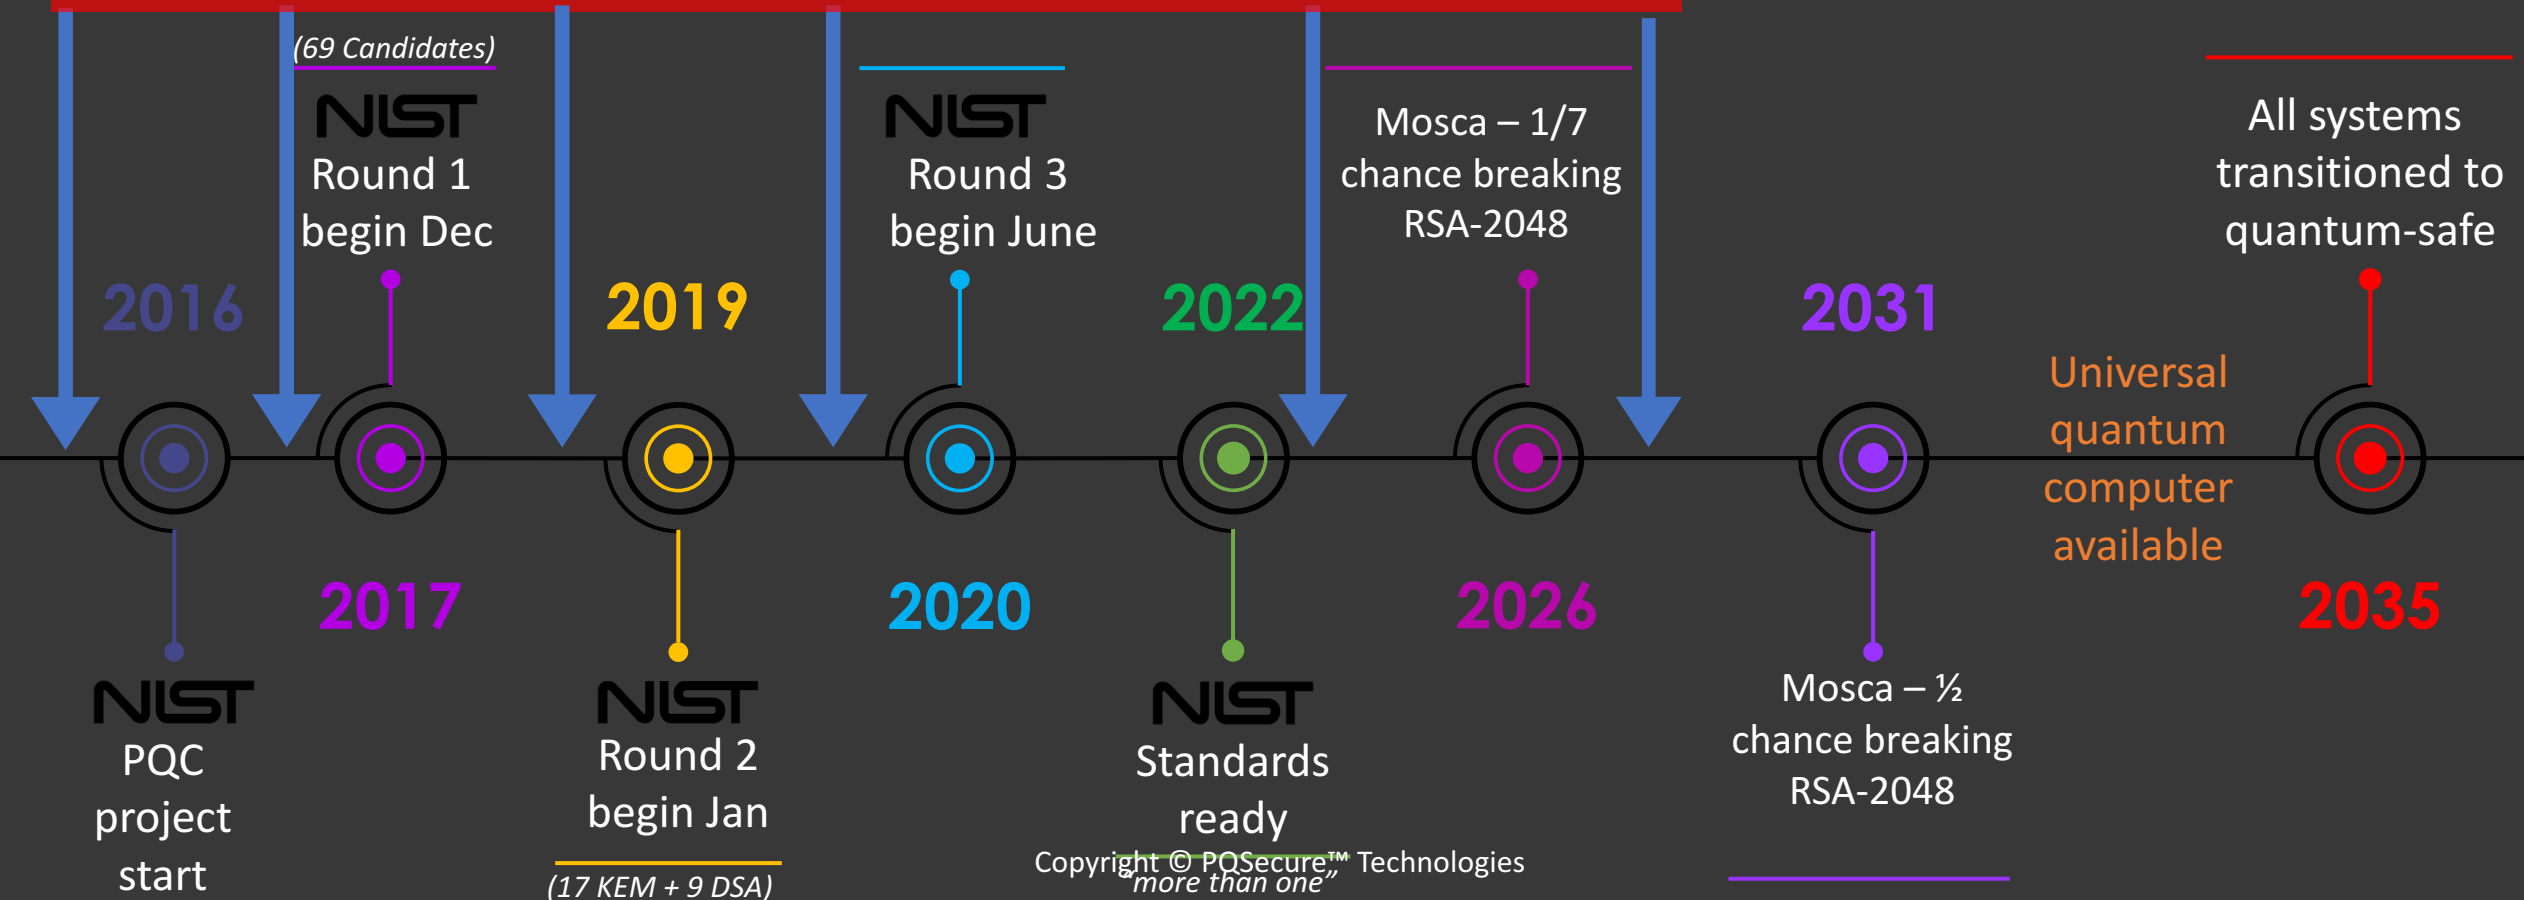 (69 Candidates)
NIST
Round 1
begin Dec
NIST
Round 3
begin June
Mosca – 1/7
chance breaking
RSA-2048
All systems
transitioned to
quantum-safe
2016
2019
2022
2031
Universal
quantum
computer
available
2017
2020
2026
2035
NIST
PQC
project
start
NIST
Round 2
begin Jan
(17 KEM + 9 DSA)
NIST
Standards
ready
"more than one"
Mosca – ½
chance breaking
RSA-2048
Copyright © PQSecure™ Technologies